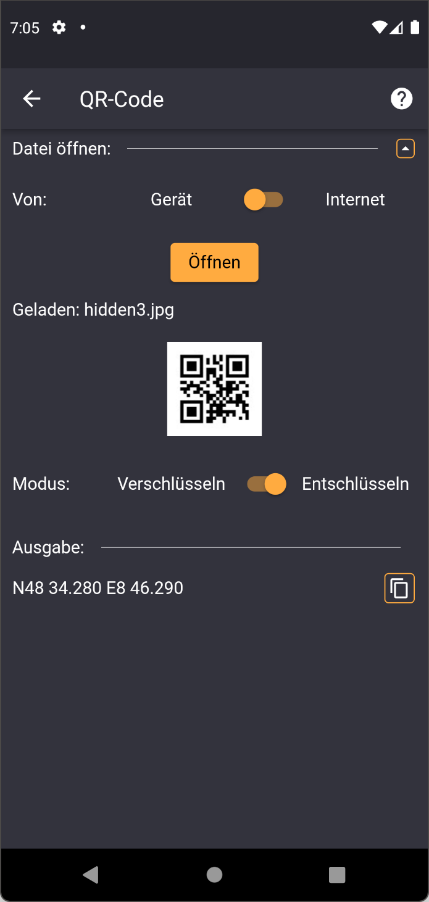 7:05
QR-Code
Datei öffnen:
Von: Gerät Internet
Öffnen
Geladen: hidden3.jpg
Modus: Verschlüsseln Entschlüsseln
Ausgabe:
N48 34.280 E8 46.290